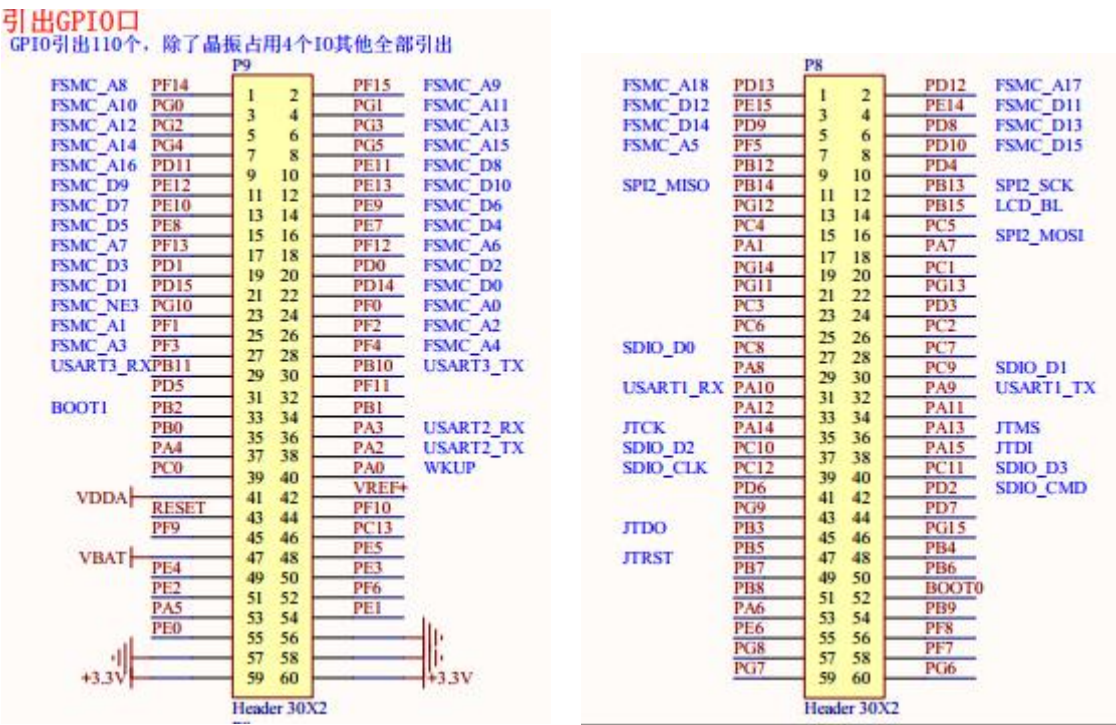 引出GPIO口
GPIO引出110个，除了晶振占用4个IO其他全部引出
P9
FSMC_A8 PF14 1 2 PF15 FSMC_A9
FSMC_A10 PG0 3 4 PG1 FSMC_A11
FSMC_A12 PG2 5 6 PG3 FSMC_A13
FSMC_A14 PG4 7 8 PG5 FSMC_A15
FSMC_A16 PD11 9 10 PE11 FSMC_D8
FSMC_D9 PE12 11 12 PE13 FSMC_D10
FSMC_D7 PE10 13 14 PE9 FSMC_D6
FSMC_D5 PE8 15 16 PE7 FSMC_D4
FSMC_A7 PF13 17 18 PF12 FSMC_A6
FSMC_D3 PD1 19 20 PD0 FSMC_D2
FSMC_D1 PD15 21 22 PD14 FSMC_D0
FSMC_NE3 PG10 23 24 PF0 FSMC_A0
FSMC_A1 PF1 25 26 PF2 FSMC_A2
FSMC_A3 PF3 27 28 PF4 FSMC_A4
USART3_RX PB11 29 30 PB10 USART3_TX
PD5 31 32 PF11
BOOT1 PB2 33 34 PB1
PB0 35 36 PA3 USART2_RX
PA4 37 38 PA2 USART2_TX
PC0 39 40 PA0 WKUP
VDDA 41 42 VREF+
RESET 43 44 PF10
PF9 45 46 PC13
VBAT 47 48 PE5
PE4 49 50 PE3
PE2 51 52 PF6
PA5 53 54 PE1
PE0 55 56
57 58
+3.3V 59 60 +3.3V
Header 30X2
P8
FSMC_A18 PD13 1 2 PD12 FSMC_A17
FSMC_D12 PE15 3 4 PE14 FSMC_D11
FSMC_D14 PD9 5 6 PD8 FSMC_D13
FSMC_A5 PF5 7 8 PD10 FSMC_D15
PB12 9 10 PD4
SPI2_MISO PB14 11 12 PB13 SPI2_SCK
PG12 13 14 PB15 LCD_BL
PC4 15 16 PC5 SPI2_MOSI
PA1 17 18 PA7
PG14 19 20 PC1
PG11 21 22 PG13
PC3 23 24 PD3
PC6 25 26 PC2
SDIO_D0 PC8 27 28 PC7
PA8 29 30 PC9 SDIO_D1
USART1_RX PA10 31 32 PA9 USART1_TX
PA12 33 34 PA11
JTCK PA14 35 36 PA13 JTMS
SDIO_D2 PC10 37 38 PA15 JTDI
SDIO_CLK PC12 39 40 PC11 SDIO_D3
PD6 41 42 PD2 SDIO_CMD
PG9 43 44 PD7
JTDO PB3 45 46 PG15
JTRST PB5 47 48 PB4
PB7 49 50 PB6
PB8 51 52 BOOT0
PA6 53 54 PB9
PE6 55 56 PF8
PG8 57 58 PF7
PG7 59 60 PG6
Header 30X2